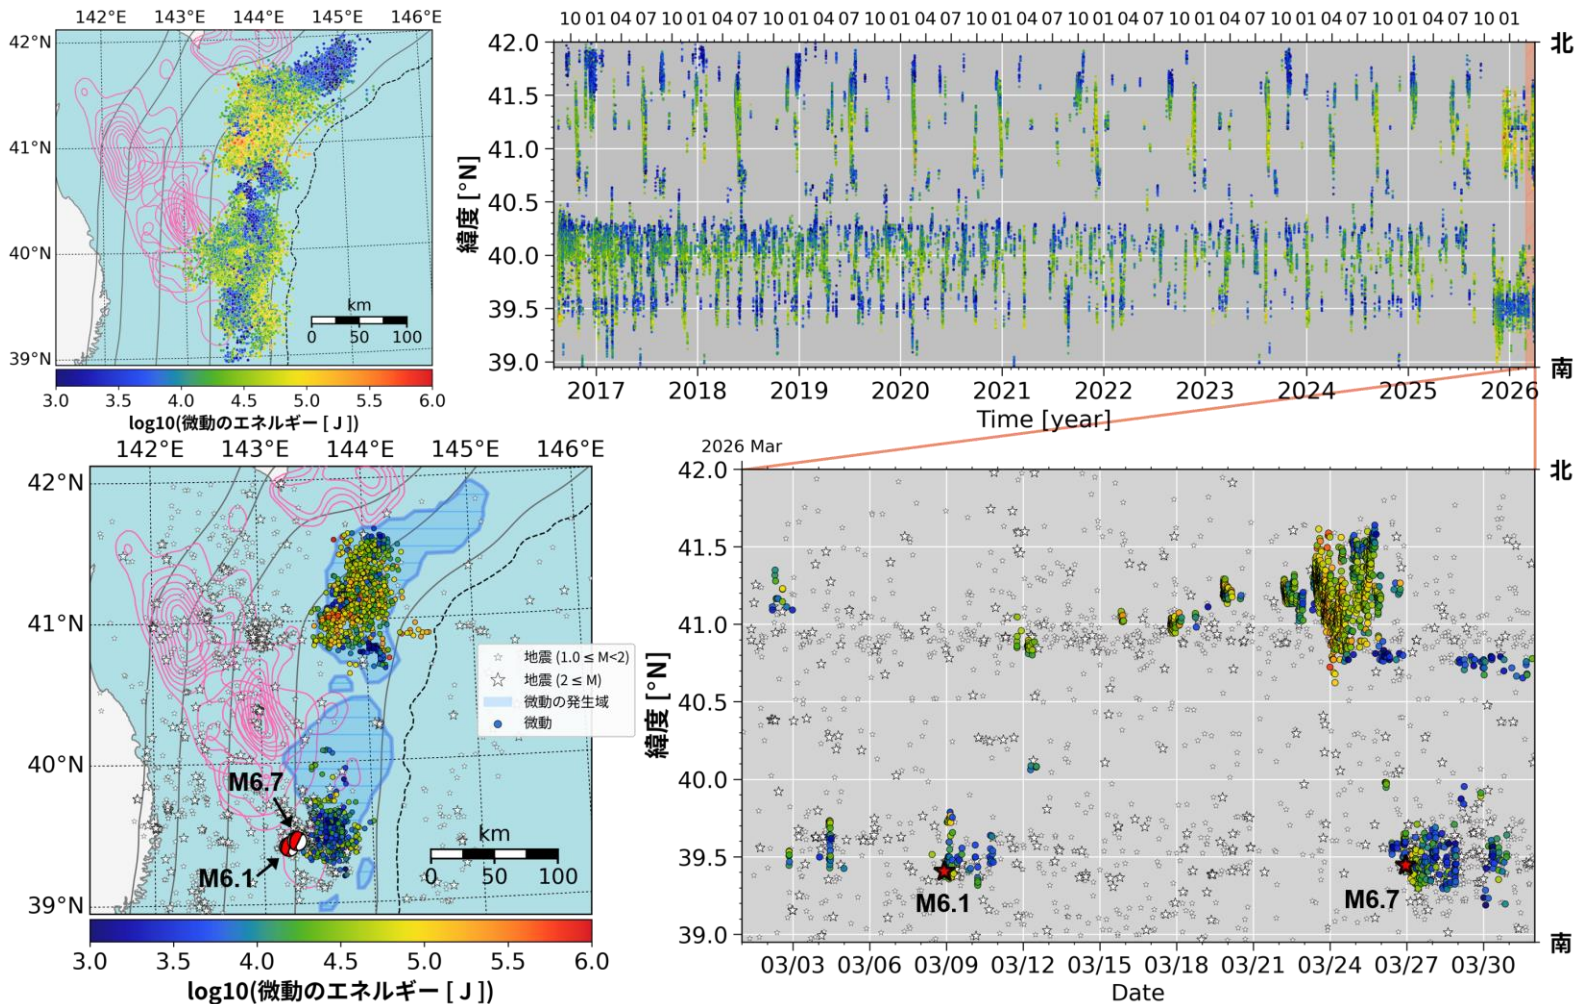 142°E 143°E 144°E 145°E 146°E
42°N
41°N
40°N
39°N
km
0 50 100
3.0 3.5 4.0 4.5 5.0 5.5 6.0
log10(微動のエネルギー [ J ])
10 01 04 07 10 01 04 07 10 01 04 07 10 01 04 07 10 01 04 07 10 01 04 07 10 01 04 07 10 01 04 07 10 01 04 07 10 01
42.0
41.5
41.0
40.5
40.0
39.5
39.0
緯度 [°N]
北
南
2017 2018 2019 2020 2021 2022 2023 2024 2025 2026
Time [year]
142°E 143°E 144°E 145°E 146°E
42°N
41°N
40°N
39°N
M6.7
M6.1
km
0 50 100
地震 (1.0 ≤ M<2)
地震 (2 ≤ M)
微動の発生域
微動
3.0 3.5 4.0 4.5 5.0 5.5 6.0
log10(微動のエネルギー [ J ])
2026 Mar
42.0
41.5
41.0
40.5
40.0
39.5
39.0
緯度 [°N]
北
南
M6.1
M6.7
03/03 03/06 03/09 03/12 03/15 03/18 03/21 03/24 03/27 03/30
Date